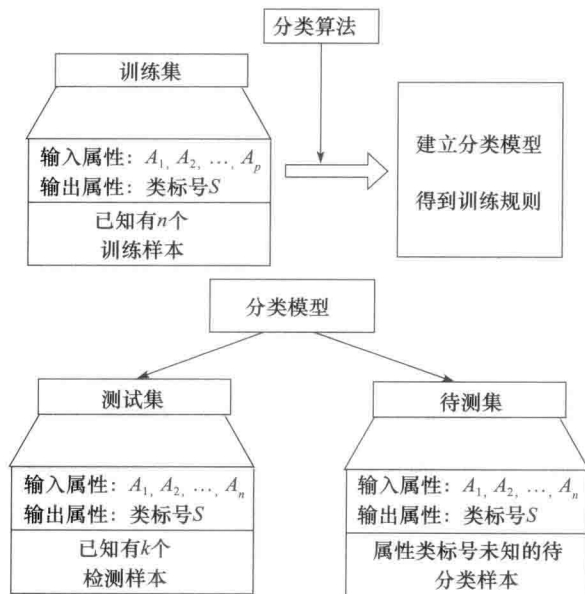 分类算法
训练集
输入属性：A₁, A₂, …, Aₚ
输出属性：类标号S
已知有n个
训练样本
建立分类模型
得到训练规则
分类模型
测试集
输入属性：A₁, A₂, …, Aₙ
输出属性：类标号S
已知有k个
检测样本
待测集
输入属性：A₁, A₂, …, Aₙ
输出属性：类标号S
属性类标号未知的待
分类样本